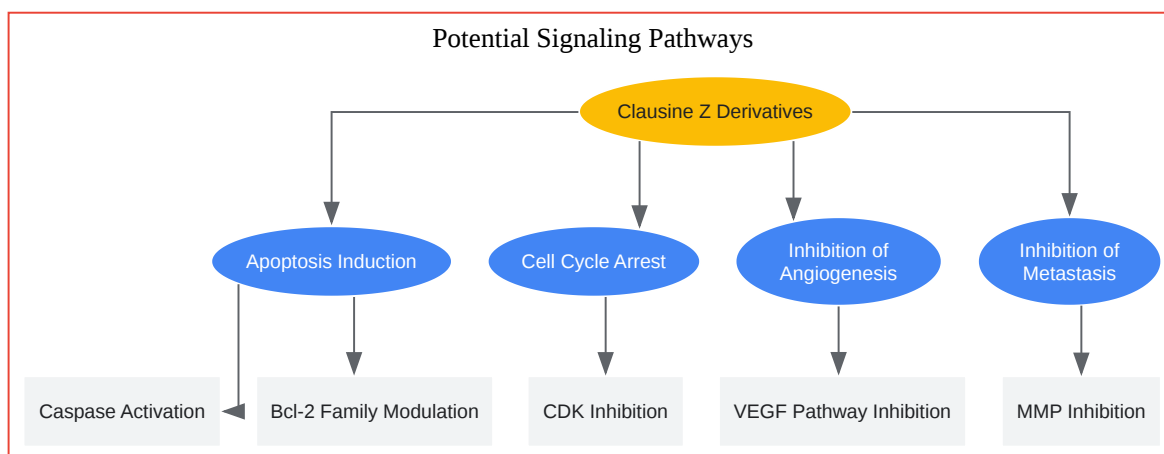 Potential Signaling Pathways
Clausine Z Derivatives
Apoptosis Induction
Cell Cycle Arrest
Inhibition of
Angiogenesis
Inhibition of
Metastasis
Caspase Activation
Bcl-2 Family Modulation
CDK Inhibition
VEGF Pathway Inhibition
MMP Inhibition